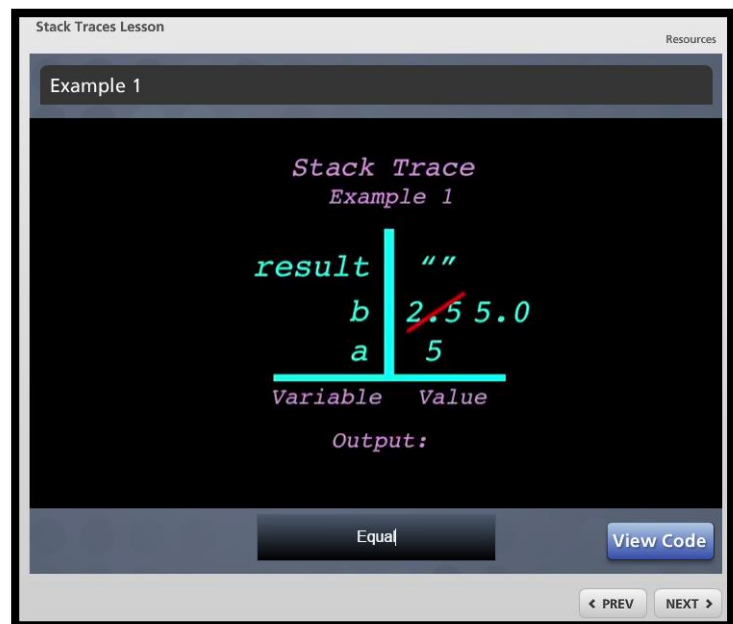 Stack Traces Lesson
Resources
Example 1
Stack Trace
Example 1
result “”
b 2.5 5.0
a 5
Variable Value
Output:
Equal
View Code
< PREV NEXT >